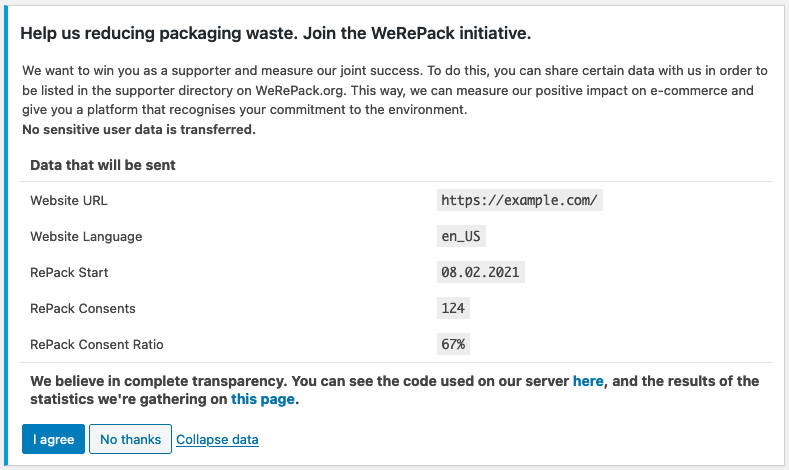 Help us reducing packaging waste. Join the WeRePack initiative.
We want to win you as a supporter and measure our joint success. To do this, you can share certain data with us in order to
be listed in the supporter directory on WeRePack.org. This way, we can measure our positive impact on e-commerce and
give you a platform that recognises your commitment to the environment.
No sensitive user data is transferred.
Data that will be sent
Website URL https://example.com/
Website Language en_US
RePack Start 08.02.2021
RePack Consents 124
RePack Consent Ratio 67%
We believe in complete transparency. You can see the code used on our server here, and the results of the
statistics we're gathering on this page.
I agree No thanks Collapse data